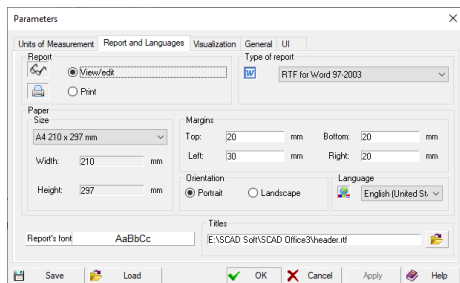 Parameters
Units of Measurement Report and Languages Visualization General UI
Report
View/edit
Print
Type of report
RTF for Word 97-2003
Paper
Size
A4 210 x 297 mm
Width: 210 mm
Height: 297 mm
Margins
Top: 20 mm Bottom: 20 mm
Left: 30 mm Right: 20 mm
Orientation
Portrait Landscape
Language
English (United St
Report's font AaBbCc
Titles
E:\SCAD Soft\SCAD Office3\header.rtf
Save Load OK Cancel Apply Help